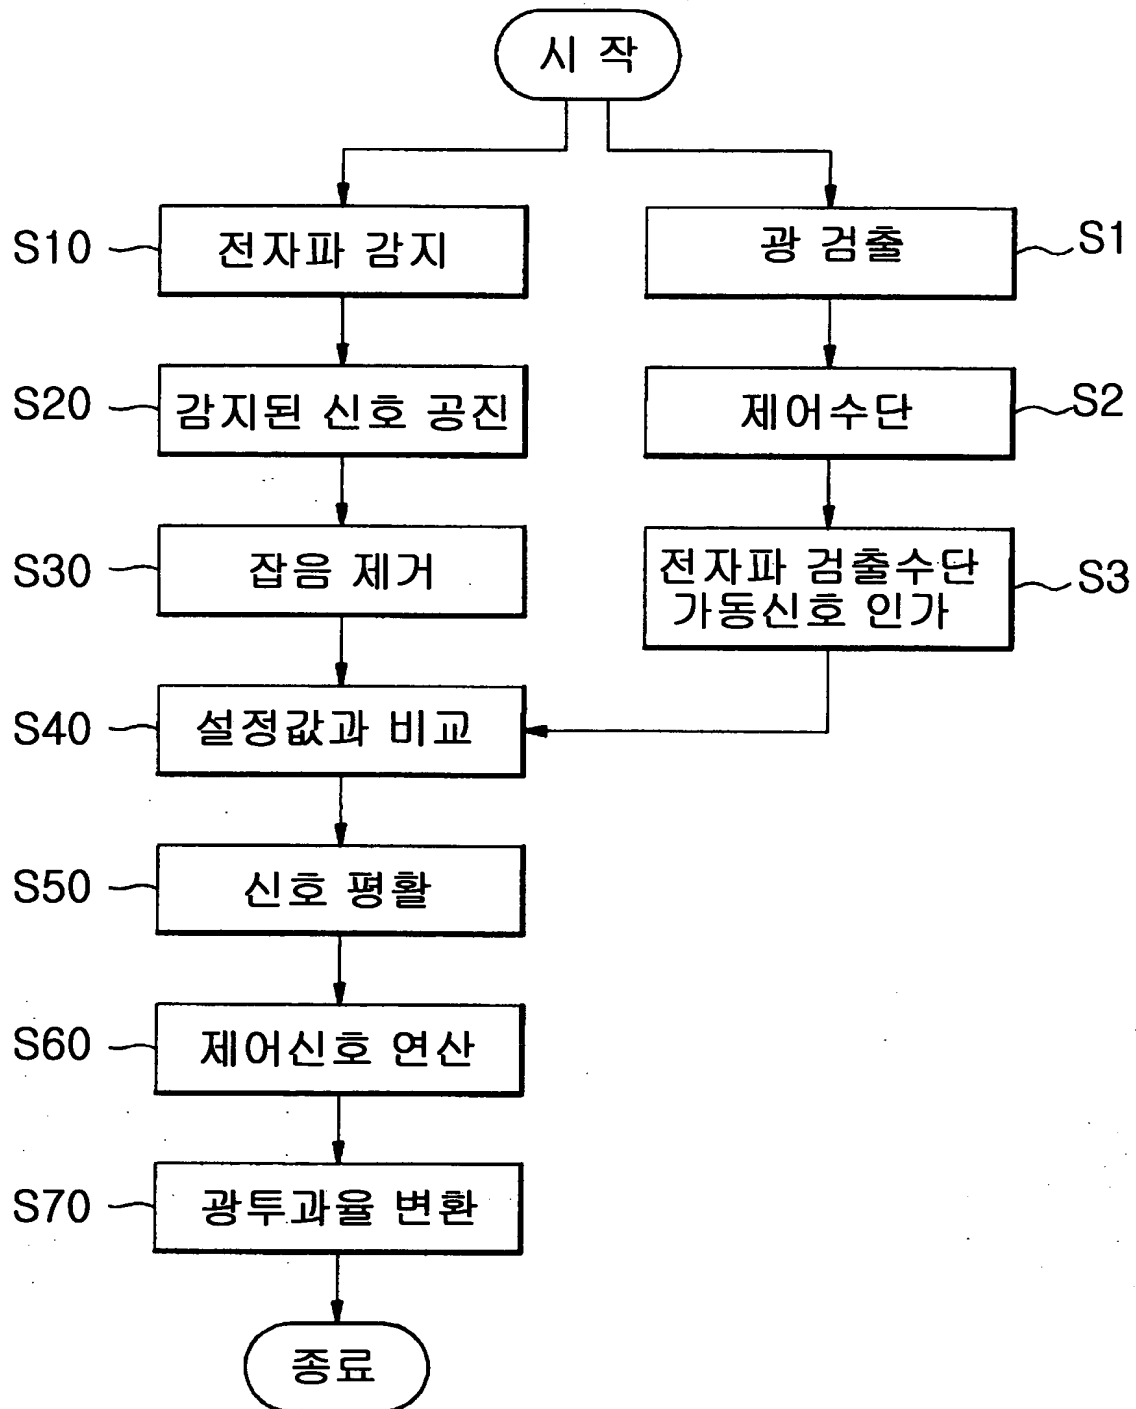 시 작
S10
전자파 감지
광 검출
S1
S20
감지된 신호 공진
제어수단
S2
S30
잡음 제거
전자파 검출수단
가동신호 인가
S3
S40
설정값과 비교
S50
신호 평활
S60
제어신호 연산
S70
광투과율 변환
종료